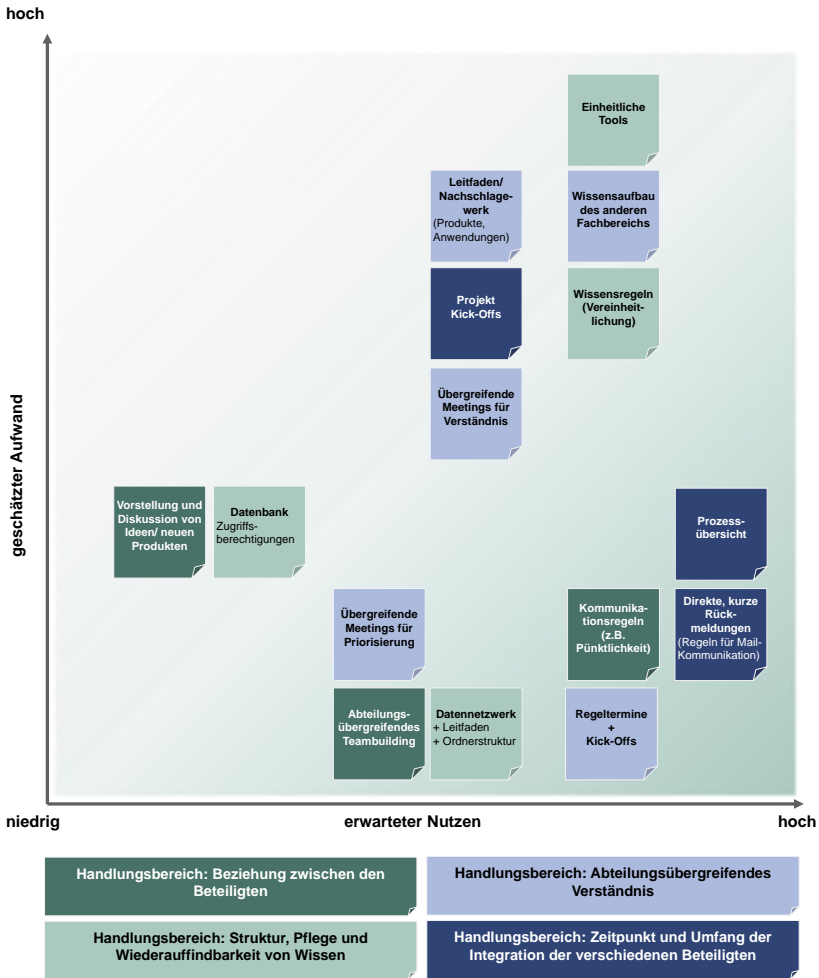 hoch
geschätzter Aufwand
Einheitliche
Tools
Leitfaden/
Nachschlage-
werk
(Produkte,
Anwendungen)
Wissensaufbau
des anderen
Fachbereichs
Projekt
Kick-Offs
Wissensregeln
(Vereinheit-
lichung)
Übergreifende
Meetings für
Verständnis
Vorstellung und
Diskussion von
Ideen/ neuen
Produkten
Datenbank
Zugriffs-
berechtigungen
Prozess-
übersicht
Übergreifende
Meetings für
Priorisierung
Kommunika-
tionsregeln
(z.B.
Pünktlichkeit)
Direkte, kurze
Rück-
meldungen
(Regeln für Mail-
Kommunikation)
Abteilungs-
übergreifendes
Teambuilding
Datennetzwerk
+ Leitfaden
+ Ordnerstruktur
Regeltermine
+
Kick-Offs
niedrig
erwarteter Nutzen
hoch
Handlungsbereich: Beziehung zwischen den
Beteiligten
Handlungsbereich: Abteilungsübergreifendes
Verständnis
Handlungsbereich: Struktur, Pflege und
Wiederauffindbarkeit von Wissen
Handlungsbereich: Zeitpunkt und Umfang der
Integration der verschiedenen Beteiligten